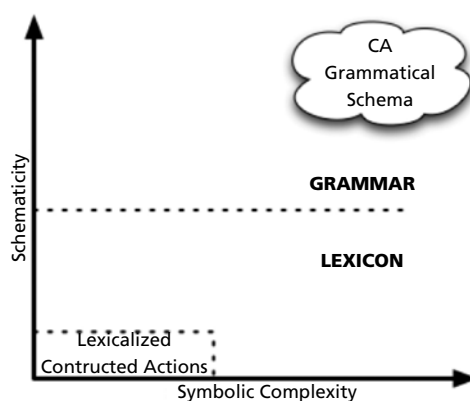 CA
Grammatical
Schema
GRAMMAR
Schematicity
LEXICON
Lexicalized
Contructed Actions
Symbolic Complexity